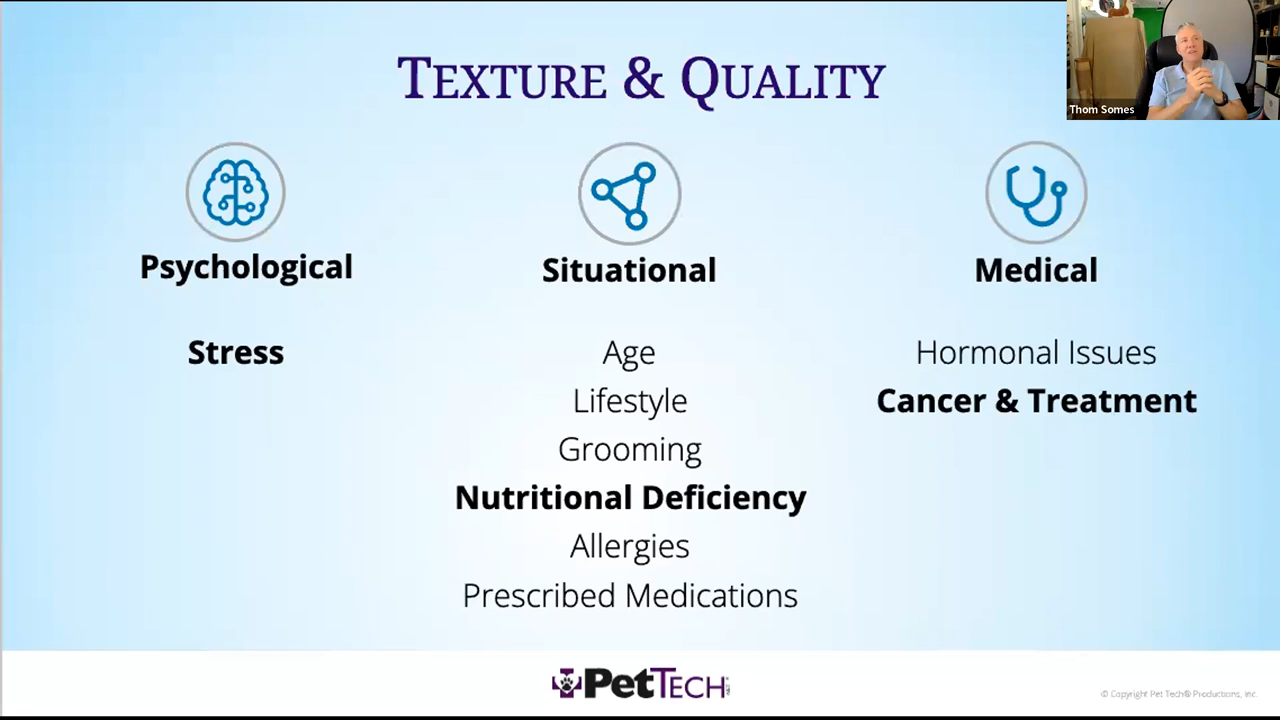 TEXTURE & QUALITY
Thom Somes
Psychological
Situational
Medical
Stress
Age
Hormonal Issues
Lifestyle
Cancer & Treatment
Grooming
Nutritional Deficiency
Allergies
Prescribed Medications
PetTECH
© Copyright Pet Tech® Productions, Inc.